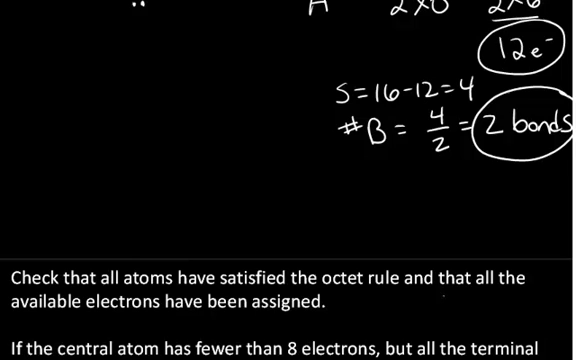 A 2×0 2×6
12e⁻
S=16-12=4
#B = 4/2 = 2 bonds
Check that all atoms have satisfied the octet rule and that all the
available electrons have been assigned.
If the central atom has fewer than 8 electrons, but all the terminal